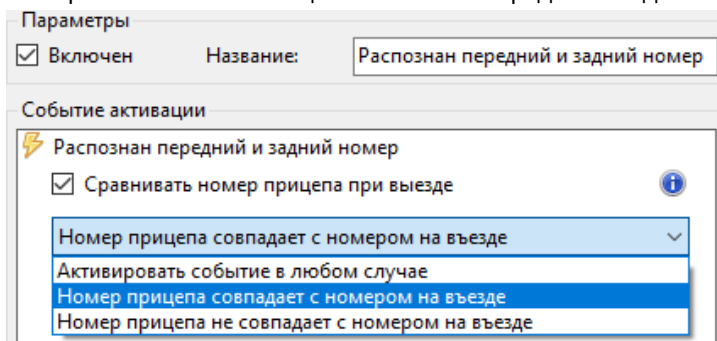 Параметры
Включен Название: Распознан передний и задний номер
Событие активации
Распознан передний и задний номер
Сравнивать номер прицепа при выезде
Номер прицепа совпадает с номером на въезде
Активировать событие в любом случае
Номер прицепа совпадает с номером на въезде
Номер прицепа не совпадает с номером на въезде